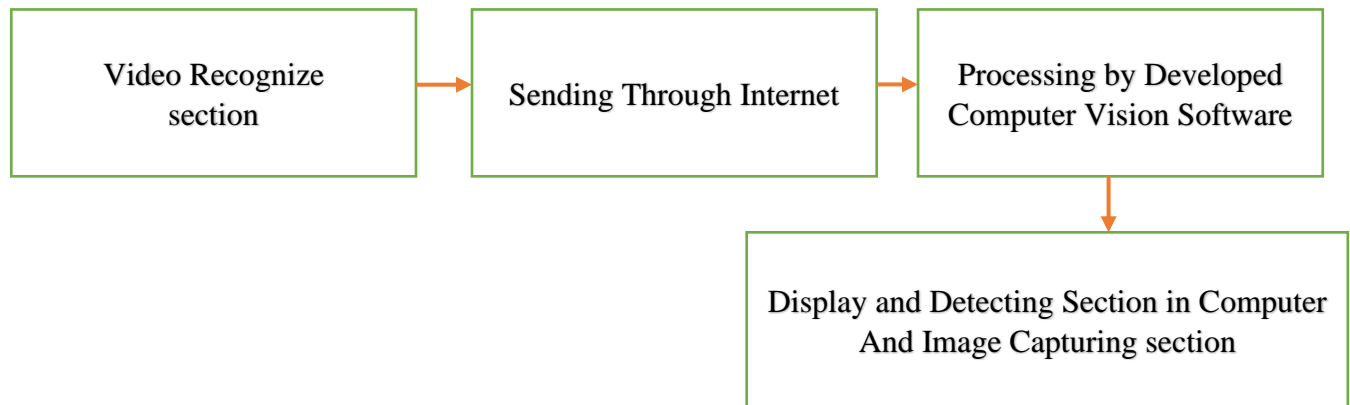 Video Recognize
section
Sending Through Internet
Processing by Developed
Computer Vision Software
Display and Detecting Section in Computer
And Image Capturing section